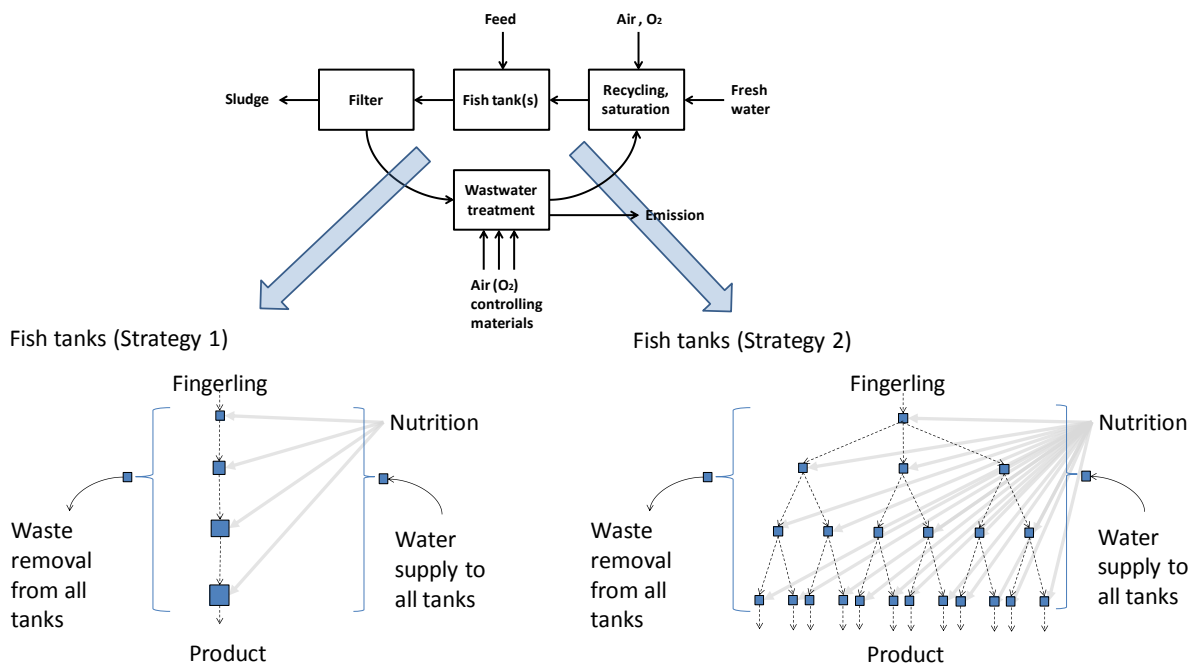 Feed
Air , O₂
Sludge
Filter
Fish tank(s)
Recycling,
saturation
Fresh
water
Wastwater
treatment
Emission
Air (O₂)
controlling
materials
Fish tanks (Strategy 1)
Fingerling
Nutrition
Waste
removal
from all
tanks
Water
supply to
all tanks
Product
Fish tanks (Strategy 2)
Fingerling
Nutrition
Waste
removal
from all
tanks
Water
supply to
all tanks
Product